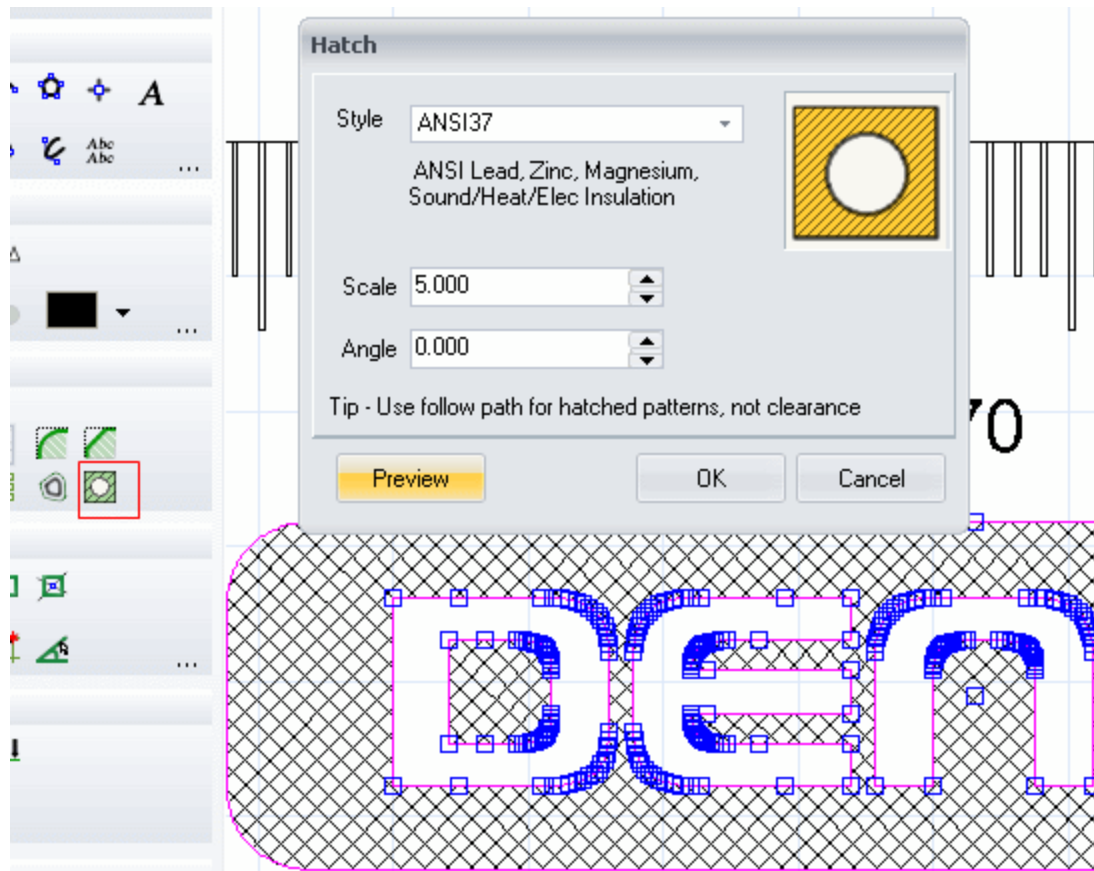 Hatch
A
Style ANSI37
Abc
Abc
...
ANSI Lead, Zinc, Magnesium,
Sound/Heat/Elec Insulation
Scale 5.000
...
Angle 0.000
Tip - Use follow path for hatched patterns, not clearance
70
Preview OK Cancel
DEN
...